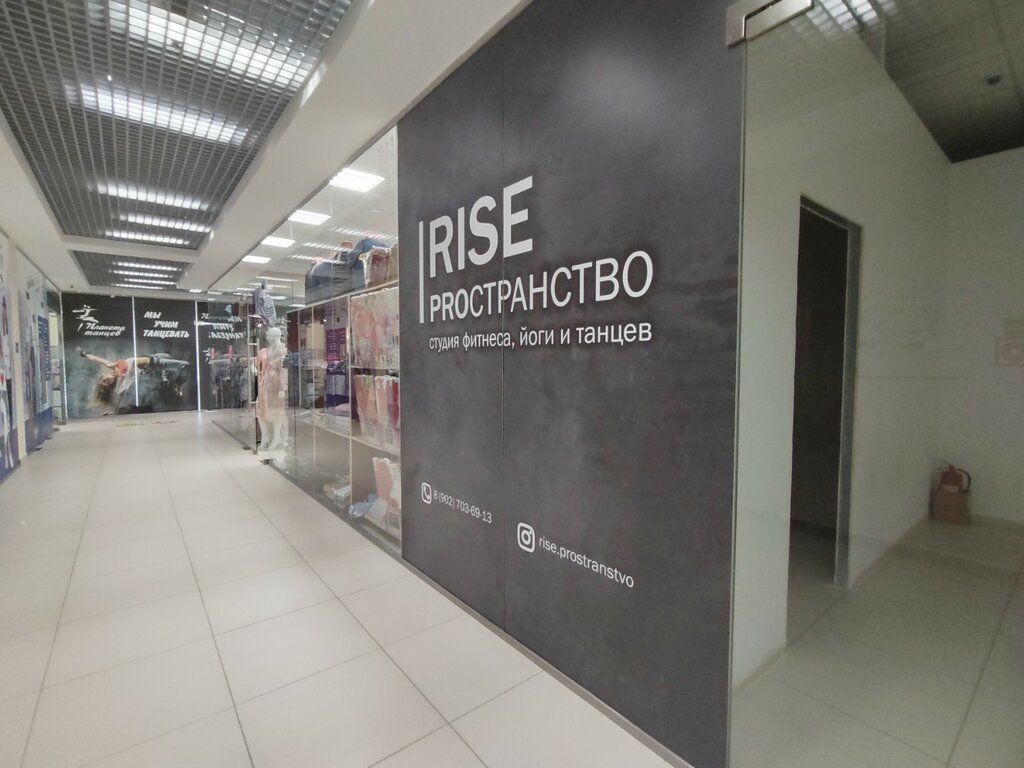 RISE
PROСТРАНСТВО
студия фитнеса, йоги и танцев
8 (902) 703-69-13
rise.prostranstvo
Планета
танцев
МЫ
УЧИМ
ТАНЦЕВАТЬ